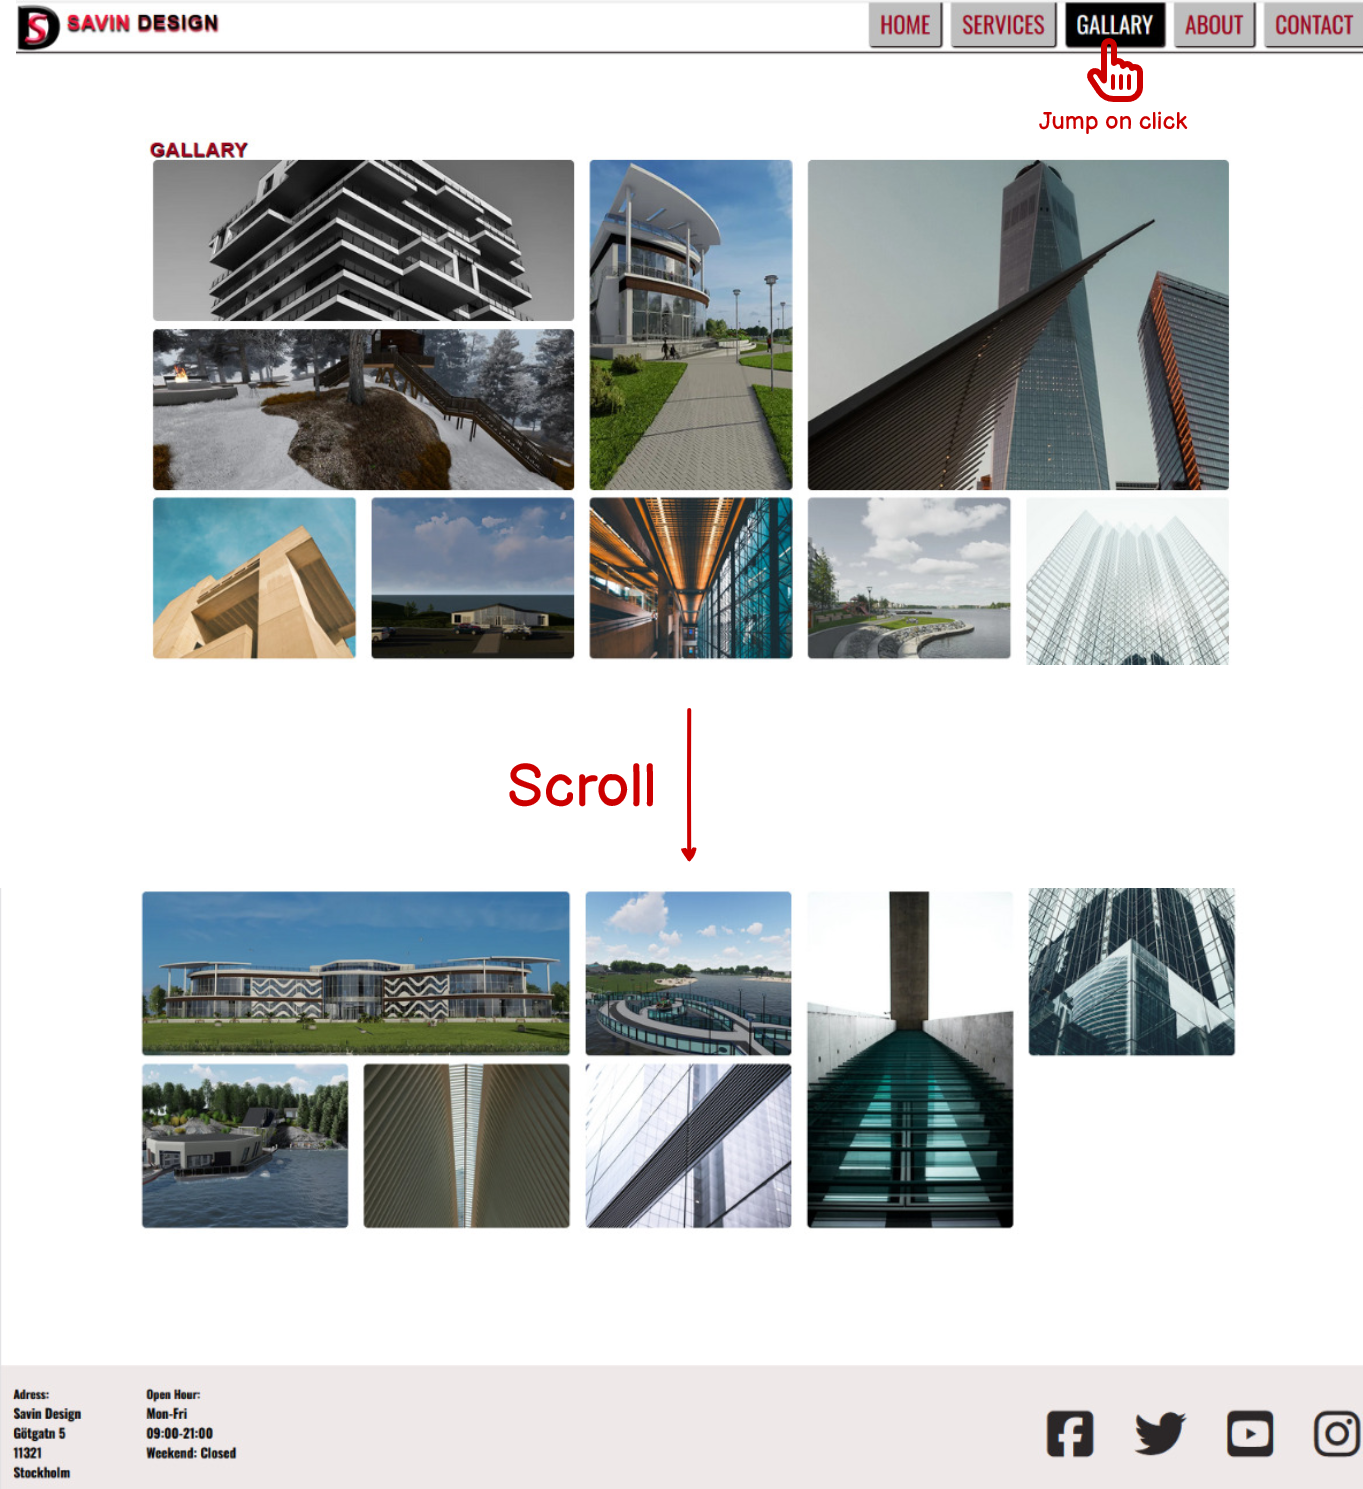 SAVIN DESIGN
HOME SERVICES GALLARY ABOUT CONTACT
Jump on click
GALLARY
Scroll
Adress:
Savin Design
Götgatn 5
11321
Stockholm
Open Hour:
Mon-Fri
09:00-21:00
Weekend: Closed